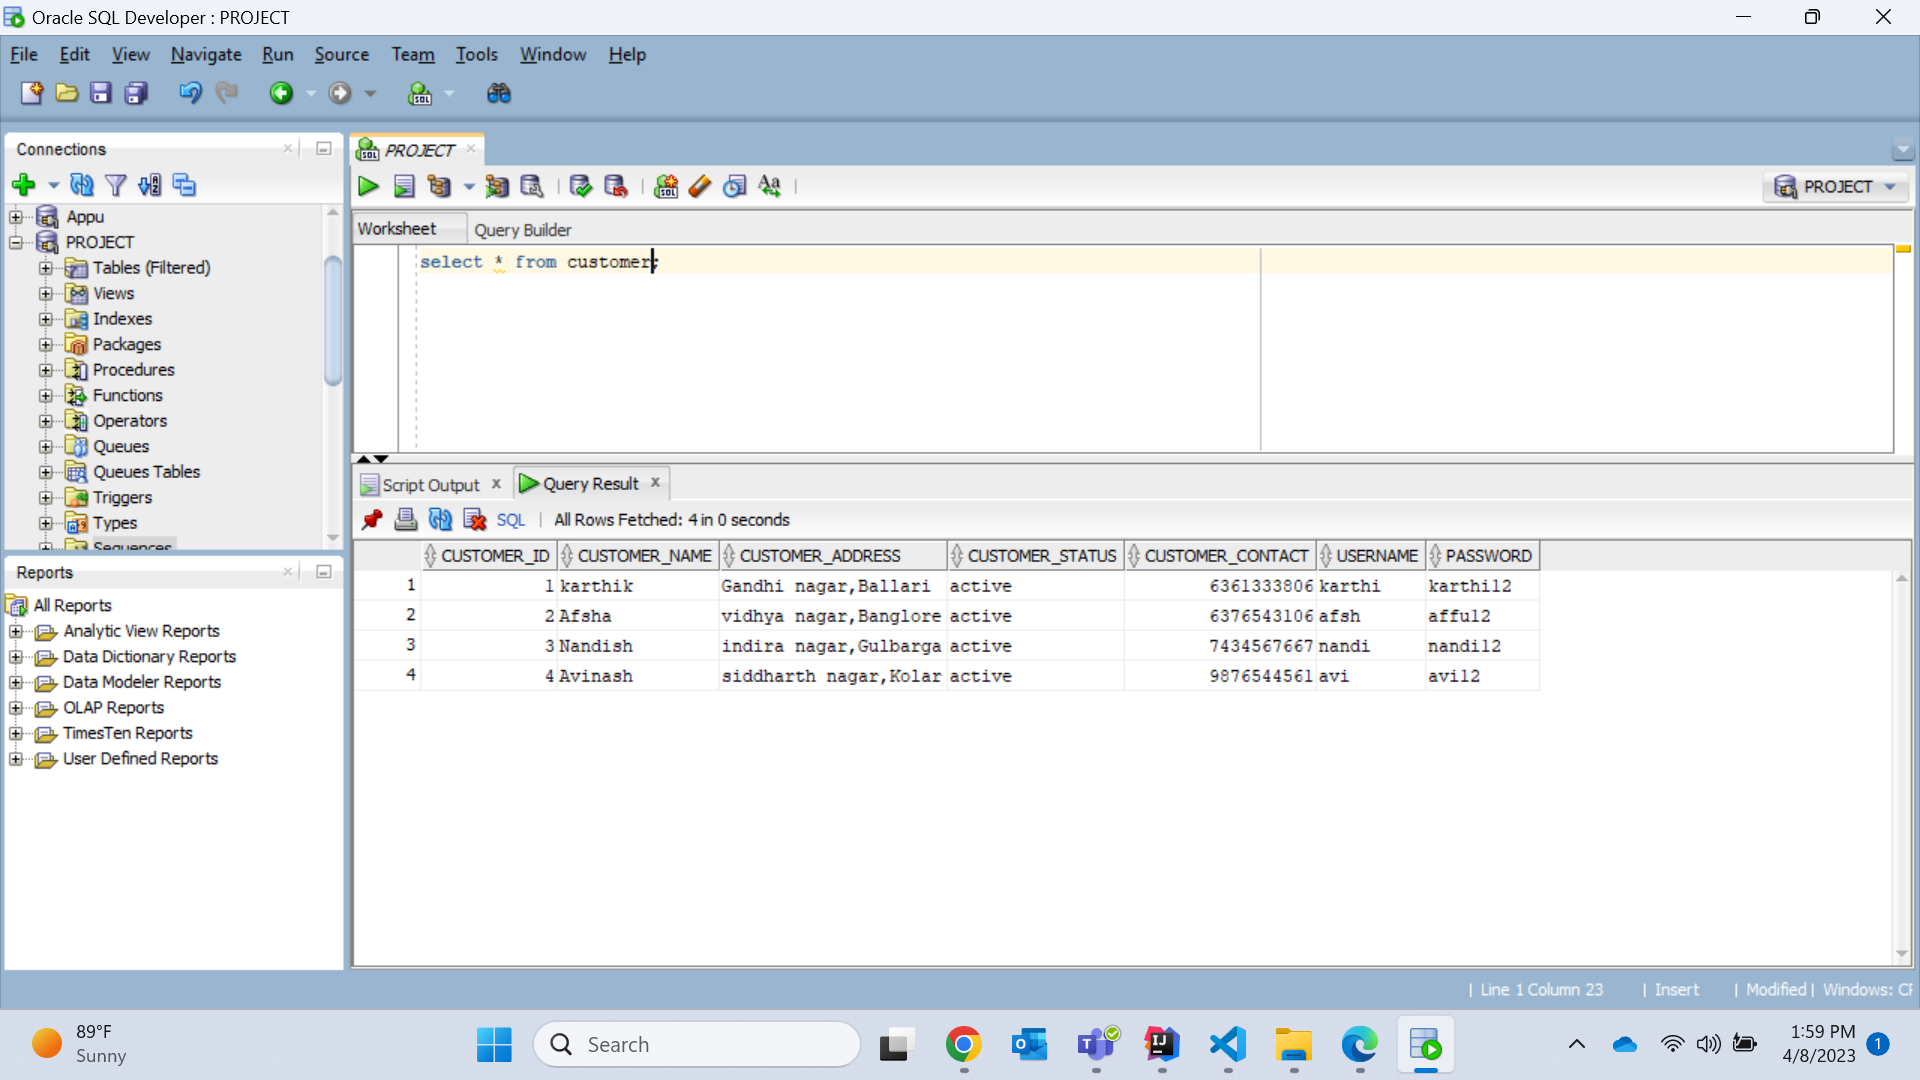 Oracle SQL Developer : PROJECT
File Edit View Navigate Run Source Team Tools Window Help
Connections
PROJECT
PROJECT
Worksheet Query Builder
select * from customer;
Appu
PROJECT
Tables (Filtered)
Views
Indexes
Packages
Procedures
Functions
Operators
Queues
Queues Tables
Triggers
Types
Sequences
Script Output Query Result
SQL All Rows Fetched: 4 in 0 seconds
CUSTOMER_ID CUSTOMER_NAME CUSTOMER_ADDRESS CUSTOMER_STATUS CUSTOMER_CONTACT USERNAME PASSWORD
1 1 karthik Gandhi nagar,Ballari active 6361333806 karthi karthi12
2 2 Afsha vidhya nagar,Banglore active 6376543106 afsh afful2
3 3 Nandish indira nagar,Gulbarga active 7434567667 nandi nandi12
4 4 Avinash siddharth nagar,Kolar active 9876544561 avi avi12
Reports
All Reports
Analytic View Reports
Data Dictionary Reports
Data Modeler Reports
OLAP Reports
TimesTen Reports
User Defined Reports
Line 1 Column 23 Insert Modified Windows: CR
89°F
Sunny
Search
1:59 PM
4/8/2023
1